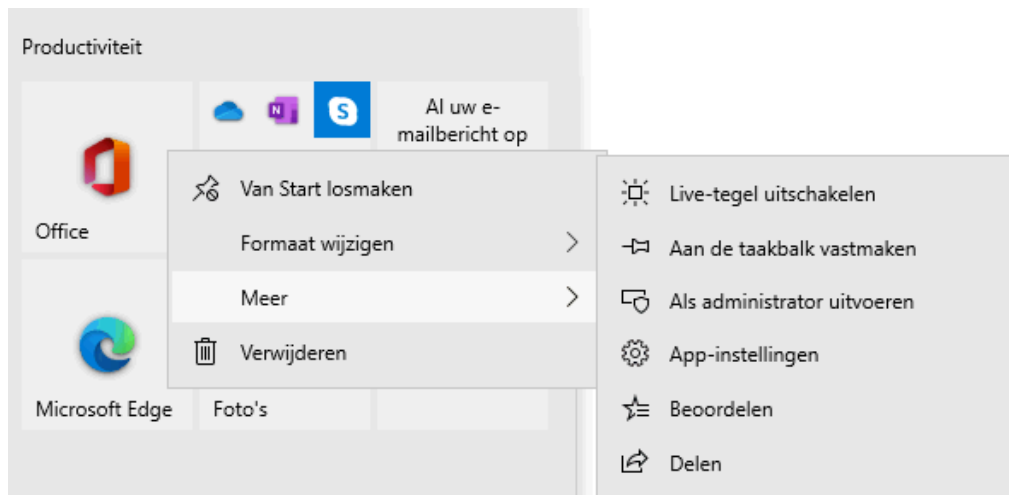 Productiviteit
Al uw e-
mailbericht op
Office
Microsoft Edge
Foto's
Van Start losmaken
Formaat wijzigen
Meer
Verwijderen
Live-tegel uitschakelen
Aan de taakbalk vastmaken
Als administrator uitvoeren
App-instellingen
Beoordelen
Delen